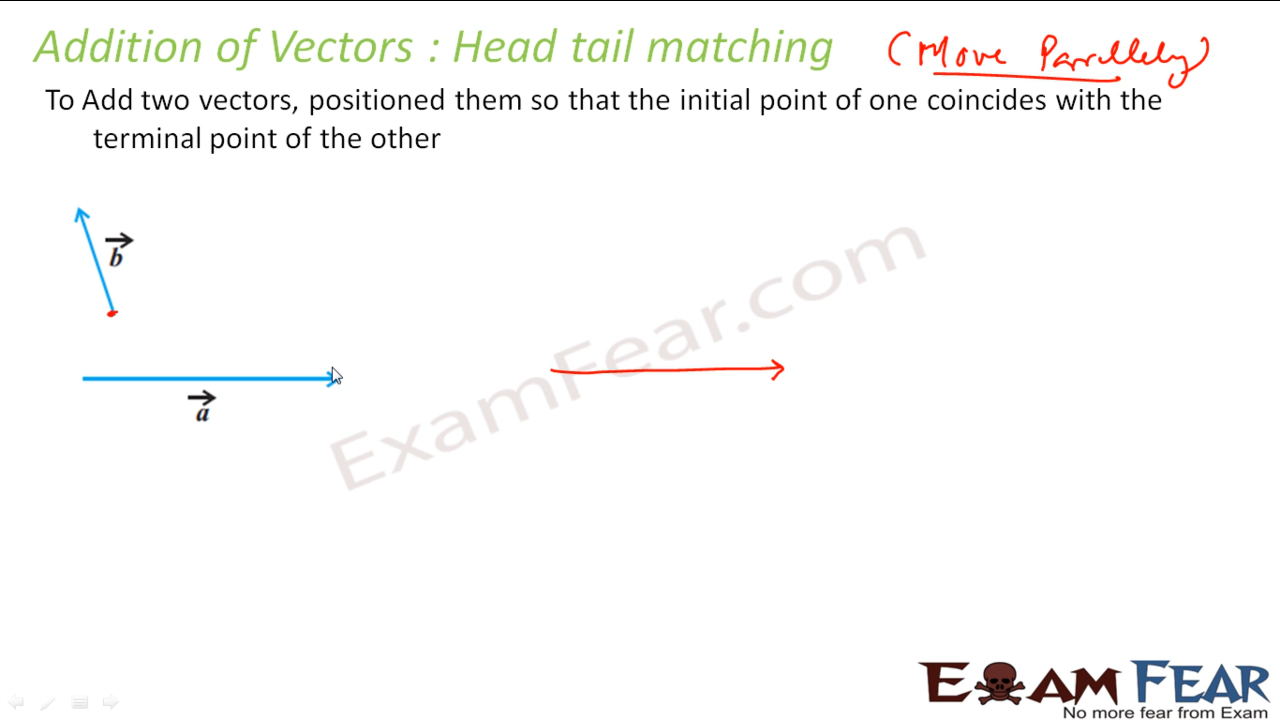 Addition of Vectors : Head tail matching (Move Parrllely)
To Add two vectors, positioned them so that the initial point of one coincides with the
terminal point of the other
b
a
ExamFear.com
EXAM FEAR
No more fear from Exam